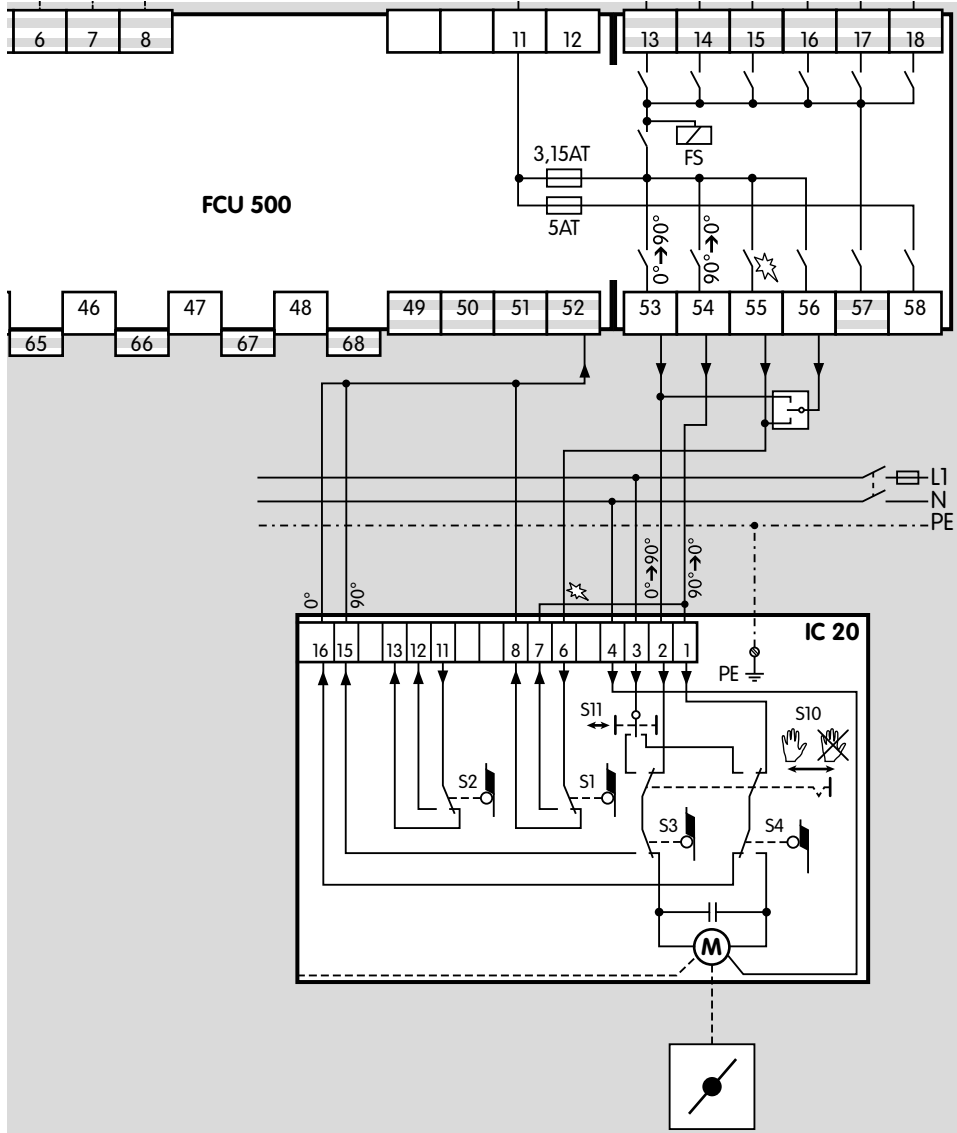 6 7 8 11 12 13 14 15 16 17 18
FS
3,15AT
FCU 500
5AT
0°→90°
90°→0°
46 47 48 49 50 51 52 53 54 55 56 57 58
65 66 67 68
L1
N
PE
0°
90°
0°→90°
90°→0°
IC 20
16 15 13 12 11 8 7 6 4 3 2 1
PE
S11
S10
S2
S1
S3
S4
M